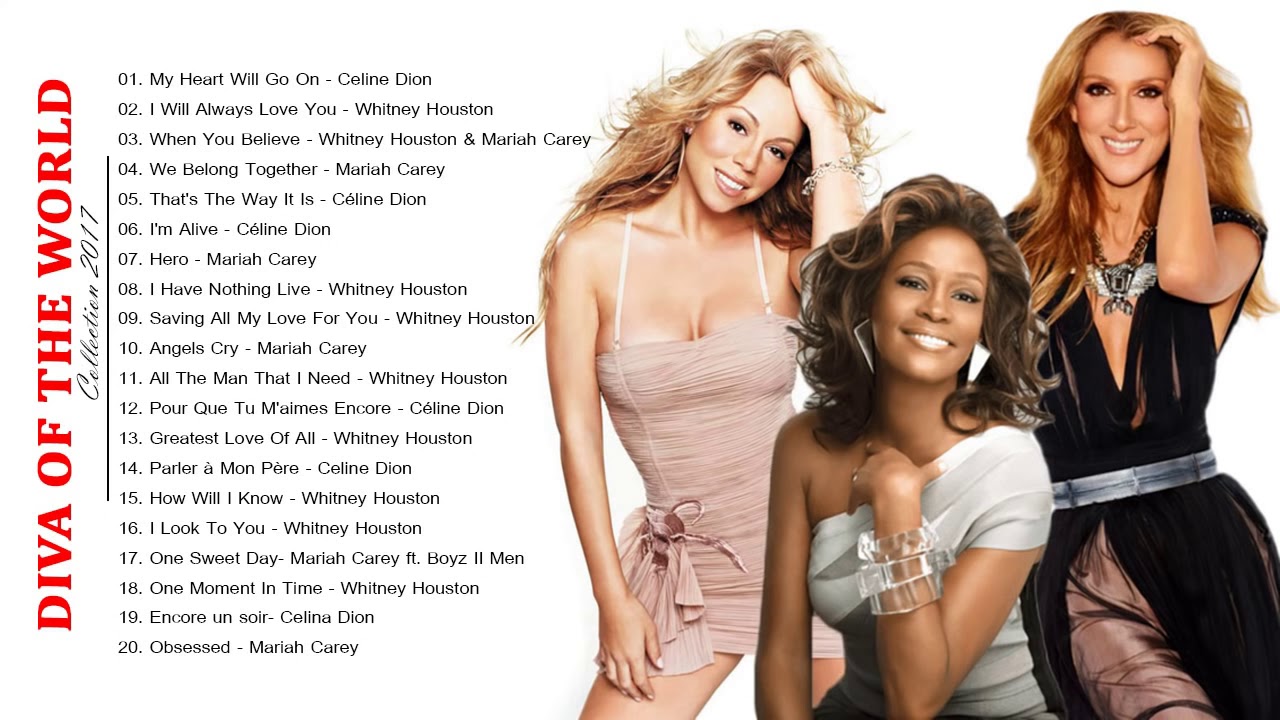 DIVA OF THE WORLD
Collection 2017
01. My Heart Will Go On - Celine Dion
02. I Will Always Love You - Whitney Houston
03. When You Believe - Whitney Houston & Mariah Carey
04. We Belong Together - Mariah Carey
05. That's The Way It Is - Céline Dion
06. I'm Alive - Céline Dion
07. Hero - Mariah Carey
08. I Have Nothing Live - Whitney Houston
09. Saving All My Love For You - Whitney Houston
10. Angels Cry - Mariah Carey
11. All The Man That I Need - Whitney Houston
12. Pour Que Tu M'aimes Encore - Céline Dion
13. Greatest Love Of All - Whitney Houston
14. Parler à Mon Père - Celine Dion
15. How Will I Know - Whitney Houston
16. I Look To You - Whitney Houston
17. One Sweet Day- Mariah Carey ft. Boyz II Men
18. One Moment In Time - Whitney Houston
19. Encore un soir- Celina Dion
20. Obsessed - Mariah Carey